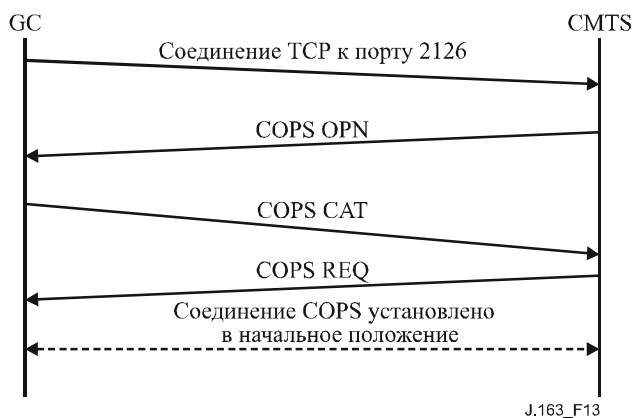 GC CMTS
Соединение TCP к порту 2126
COPS OPN
COPS CAT
COPS REQ
Соединение COPS установлено
в начальное положение
J.163_F13